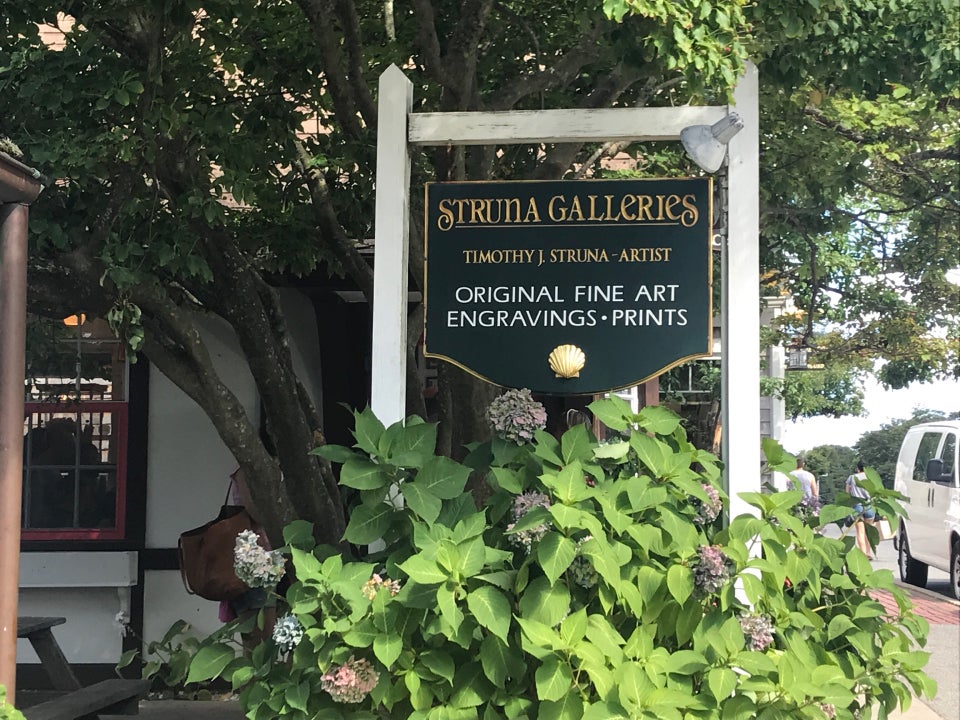 STRUNA GALLERIES
TIMOTHY J. STRUNA - ARTIST
ORIGINAL FINE ART
ENGRAVINGS • PRINTS